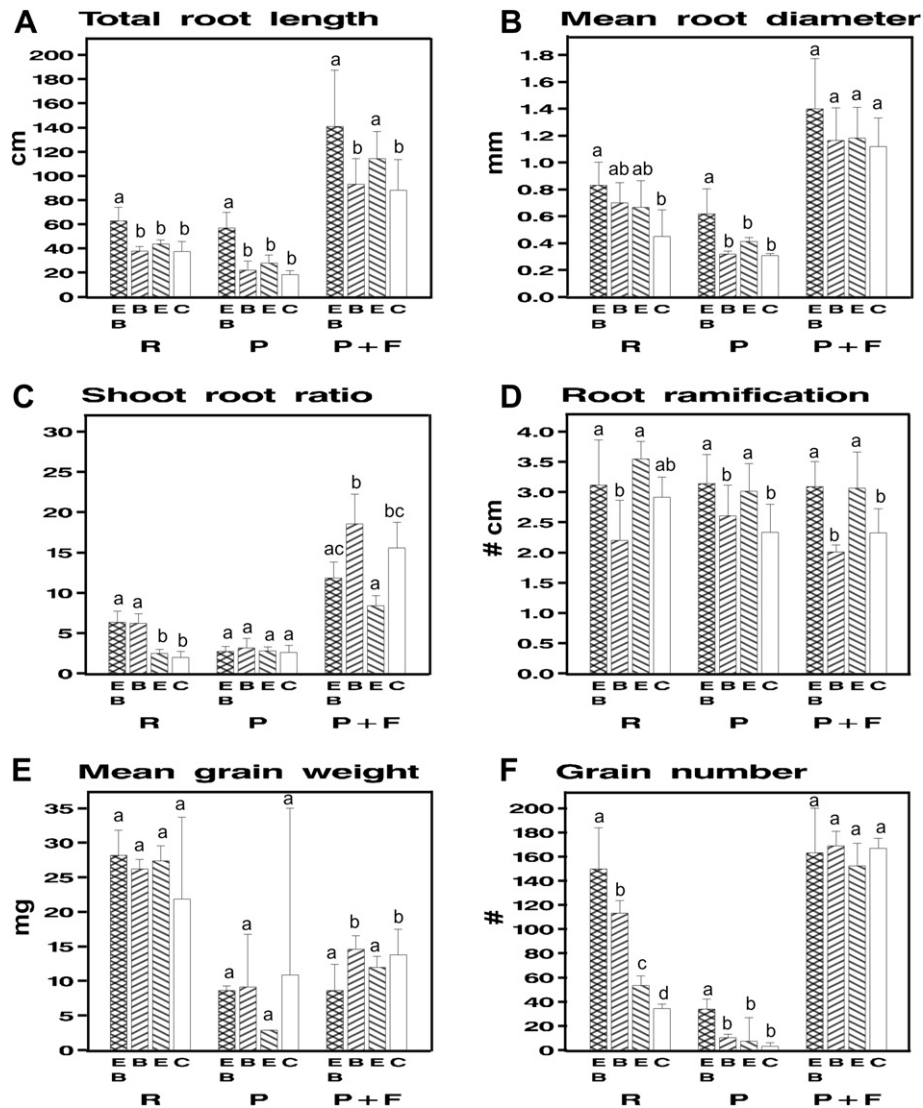 A Total root length
cm
200
180
160
140
120
100
80
60
40
20
0
a b b b a b b b a b a b
E B E C E B E C E B E C
B B B
R P P + F
B Mean root diameter
mm
1.8
1.6
1.4
1.2
1.0
0.8
0.6
0.4
0.2
0.0
a ab ab b a b b b a a a a
E B E C E B E C E B E C
B B B
R P P + F
C Shoot root ratio
30
25
20
15
10
5
0
a a b b a a a a ac b a bc
E B E C E B E C E B E C
B B B
R P P + F
D Root ramification
# cm
4.0
3.5
3.0
2.5
2.0
1.5
1.0
0.5
0.0
a b a ab a b a b a b a b
E B E C E B E C E B E C
B B B
R P P + F
E Mean grain weight
mg
35
30
25
20
15
10
5
0
a a a a a a a a a b a b
E B E C E B E C E B E C
B B B
R P P + F
F Grain number
#
200
180
160
140
120
100
80
60
40
20
0
a b c d a b b b a a a a
E B E C E B E C E B E C
B B B
R P P + F